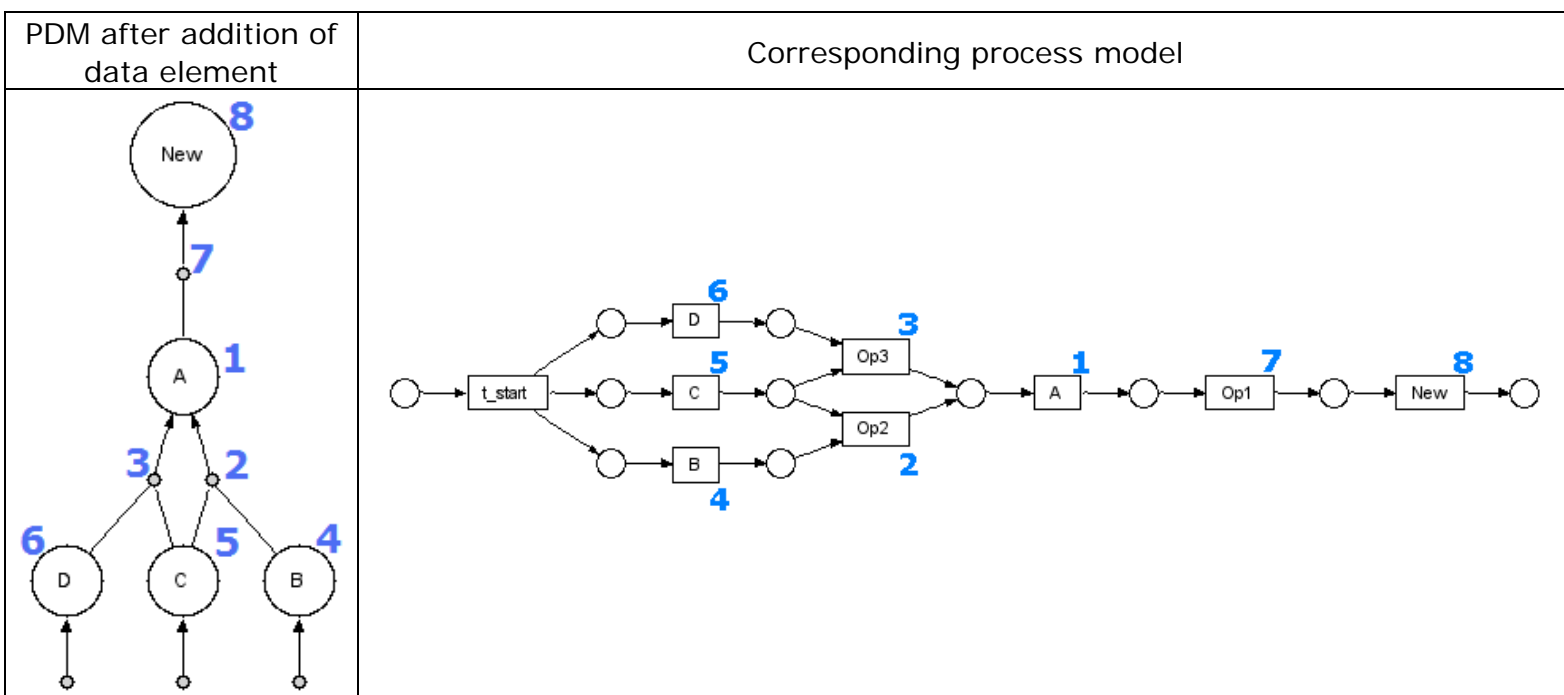 PDM after addition of
data element
Corresponding process model
8
New
7
A 1
3 2
6 5 4
D C B
6
D 3
5 Op3 1 7 8
t_start C A Op1 New
Op2
B 2
4